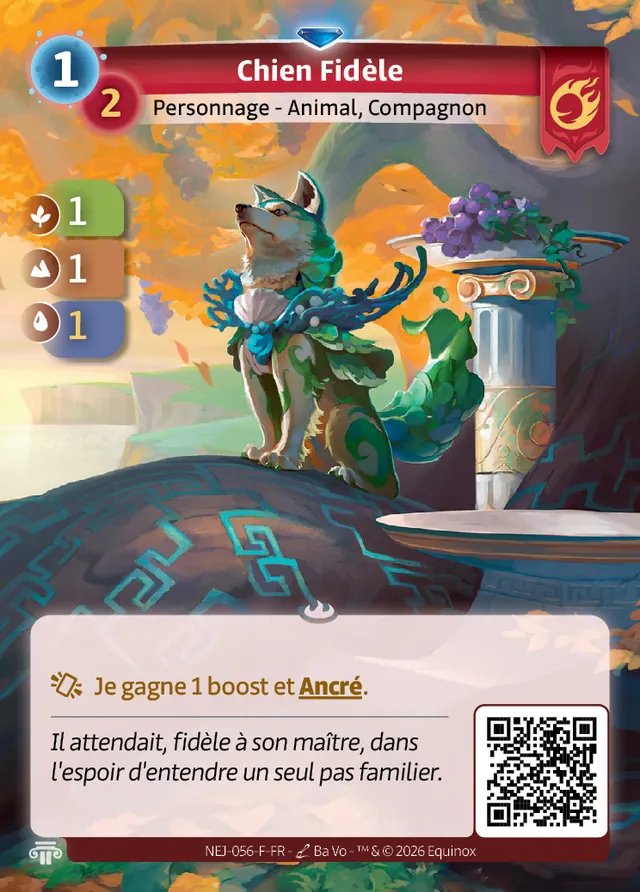 1
Chien Fidèle
2
Personnage - Animal, Compagnon
1
1
1
Je gagne 1 boost et Ancré.
Il attendait, fidèle à son maître, dans
l'espoir d'entendre un seul pas familier.
NEJ-056-F-FR - Ba Vo - ™ & © 2026 Equinox